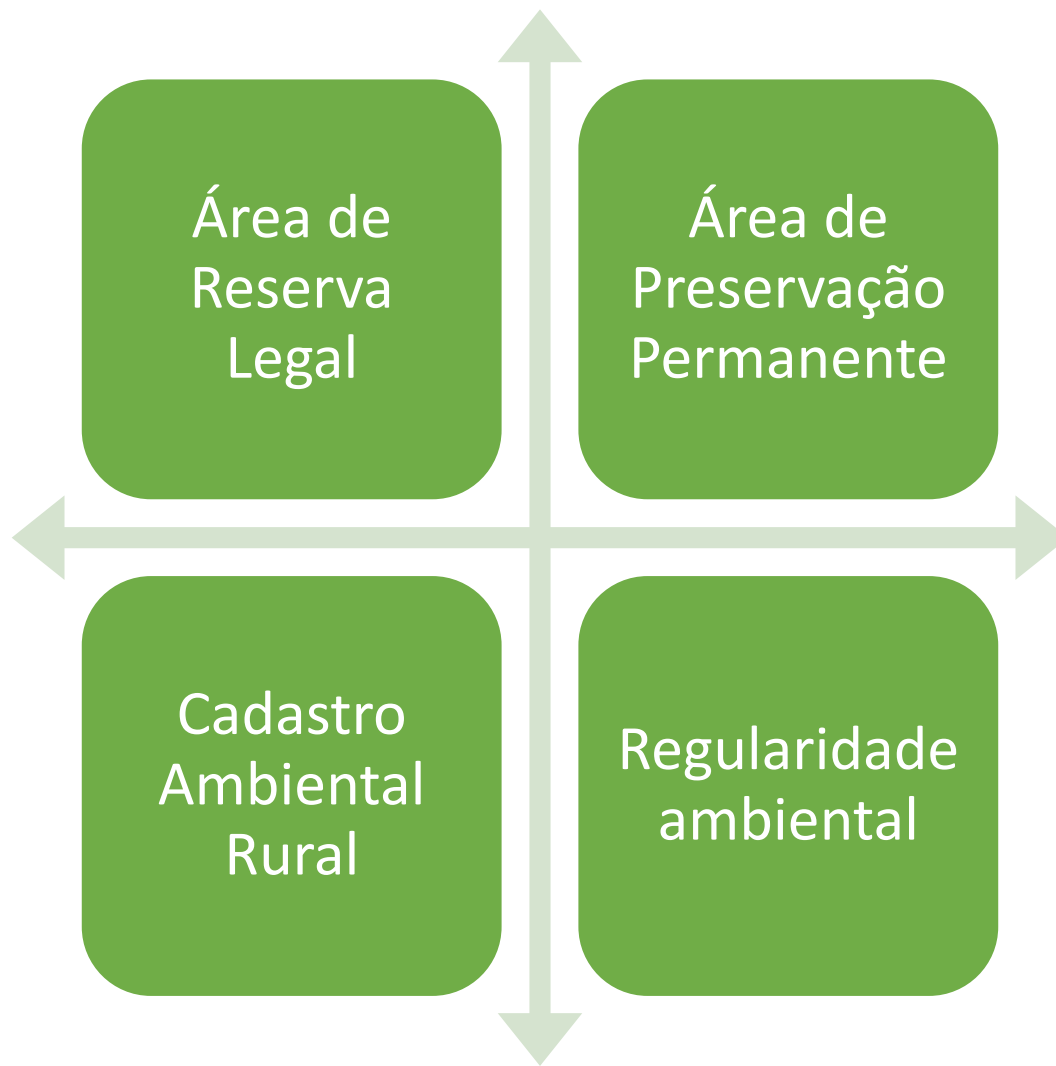 Área de
Reserva
Legal
Área de
Preservação
Permanente
Cadastro
Ambiental
Rural
Regularidade
ambiental